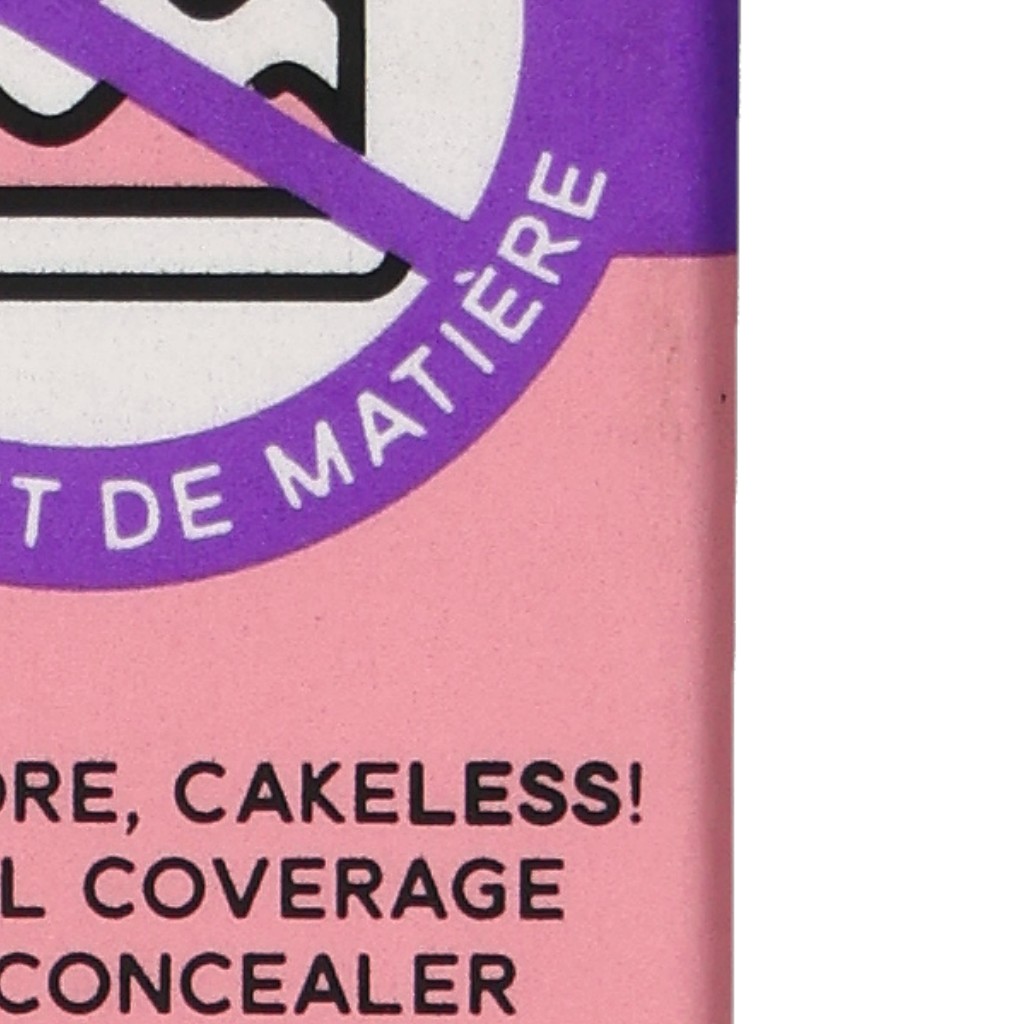 T DE MATIÈRE
ORE, CAKELESS!
L COVERAGE
CONCEALER